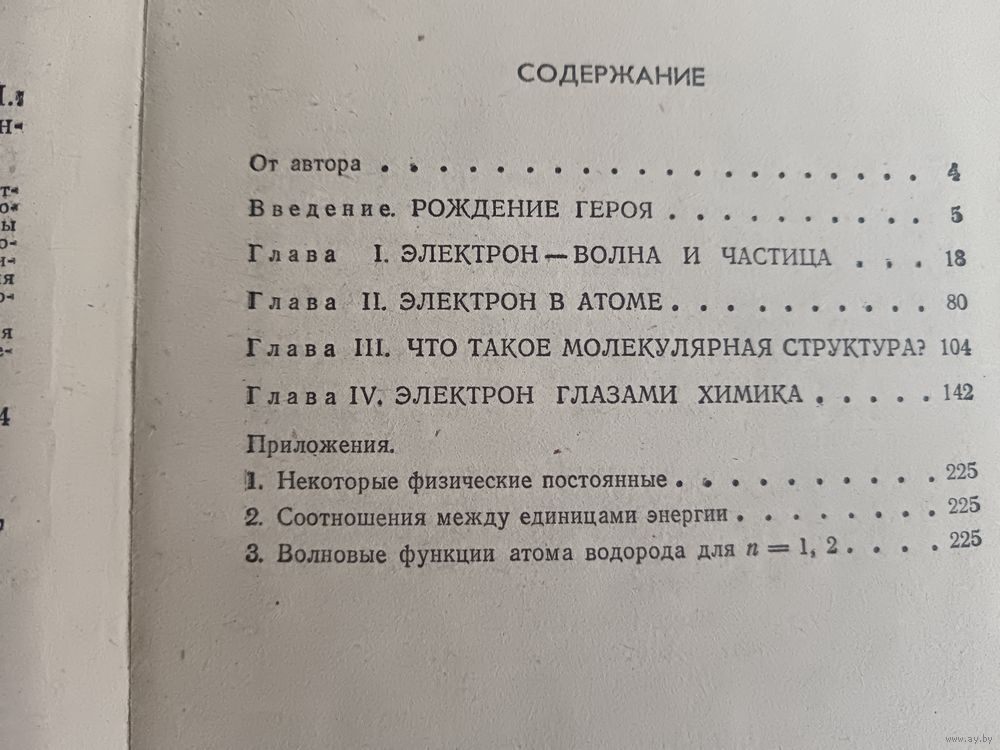 СОДЕРЖАНИЕ
От автора . . . . . . . . . . . . . . . . . . . 4
Введение. РОЖДЕНИЕ ГЕРОЯ . . . . . . . . . 5
Глава I. ЭЛЕКТРОН — ВОЛНА И ЧАСТИЦА . . . 18
Глава II. ЭЛЕКТРОН В АТОМЕ . . . . . . . . . 80
Глава III. ЧТО ТАКОЕ МОЛЕКУЛЯРНАЯ СТРУКТУРА? 104
Глава IV. ЭЛЕКТРОН ГЛАЗАМИ ХИМИКА . . . . . 142
Приложения.
1. Некоторые физические постоянные . . . . . . . . . . 225
2. Соотношения между единицами энергии . . . . . . . . 225
3. Волновые функции атома водорода для n = 1, 2 . . . . 225
www.ay.by